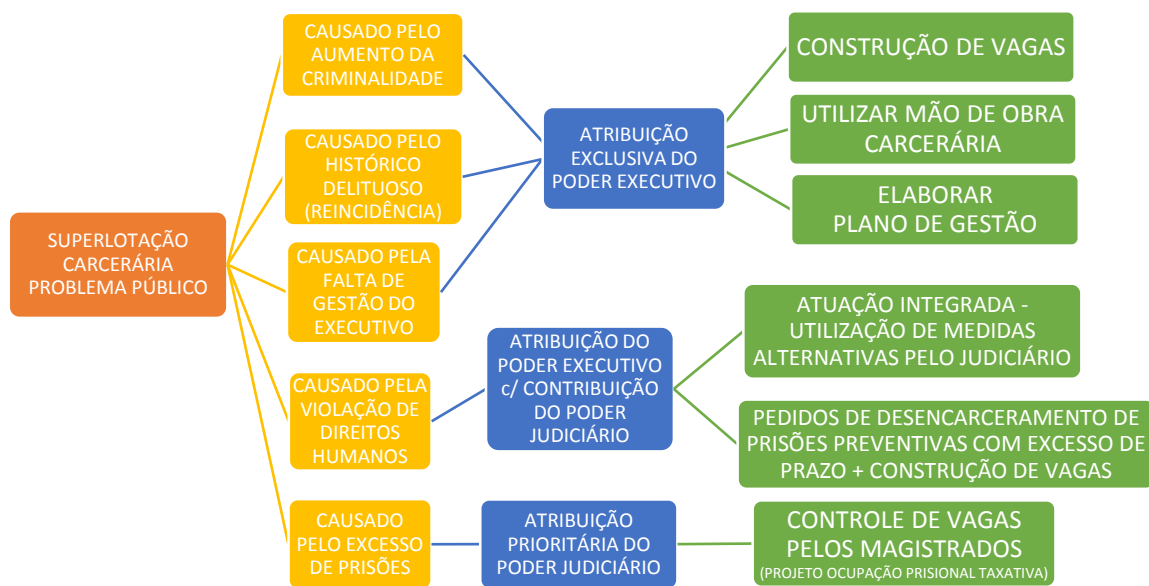 SUPERLOTAÇÃO
CARCERÁRIA
PROBLEMA PÚBLICO
CAUSADO PELO
AUMENTO DA
CRIMINALIDADE
CAUSADO PELO
HISTÓRICO
DELITUOSO
(REINCIDÊNCIA)
CAUSADO PELA
FALTA DE
GESTÃO DO
EXECUTIVO
CAUSADO PELA
VIOLAÇÃO DE
DIREITOS
HUMANOS
CAUSADO
PELO EXCESSO
DE PRISÕES
ATRIBUIÇÃO
EXCLUSIVA DO
PODER EXECUTIVO
ATRIBUIÇÃO DO
PODER EXECUTIVO
c/ CONTRIBUIÇÃO
DO PODER
JUDICIÁRIO
ATRIBUIÇÃO
PRIORITÁRIA DO
PODER JUDICIÁRIO
CONSTRUÇÃO DE VAGAS
UTILIZAR MÃO DE OBRA
CARCERÁRIA
ELABORAR
PLANO DE GESTÃO
ATUAÇÃO INTEGRADA -
UTILIZAÇÃO DE MEDIDAS
ALTERNATIVAS PELO JUDICIÁRIO
PEDIDOS DE DESENCARCERAMENTO DE
PRISÕES PREVENTIVAS COM EXCESSO DE
PRAZO + CONSTRUÇÃO DE VAGAS
CONTROLE DE VAGAS
PELOS MAGISTRADOS
(PROJETO OCUPAÇÃO PRISIONAL TAXATIVA)